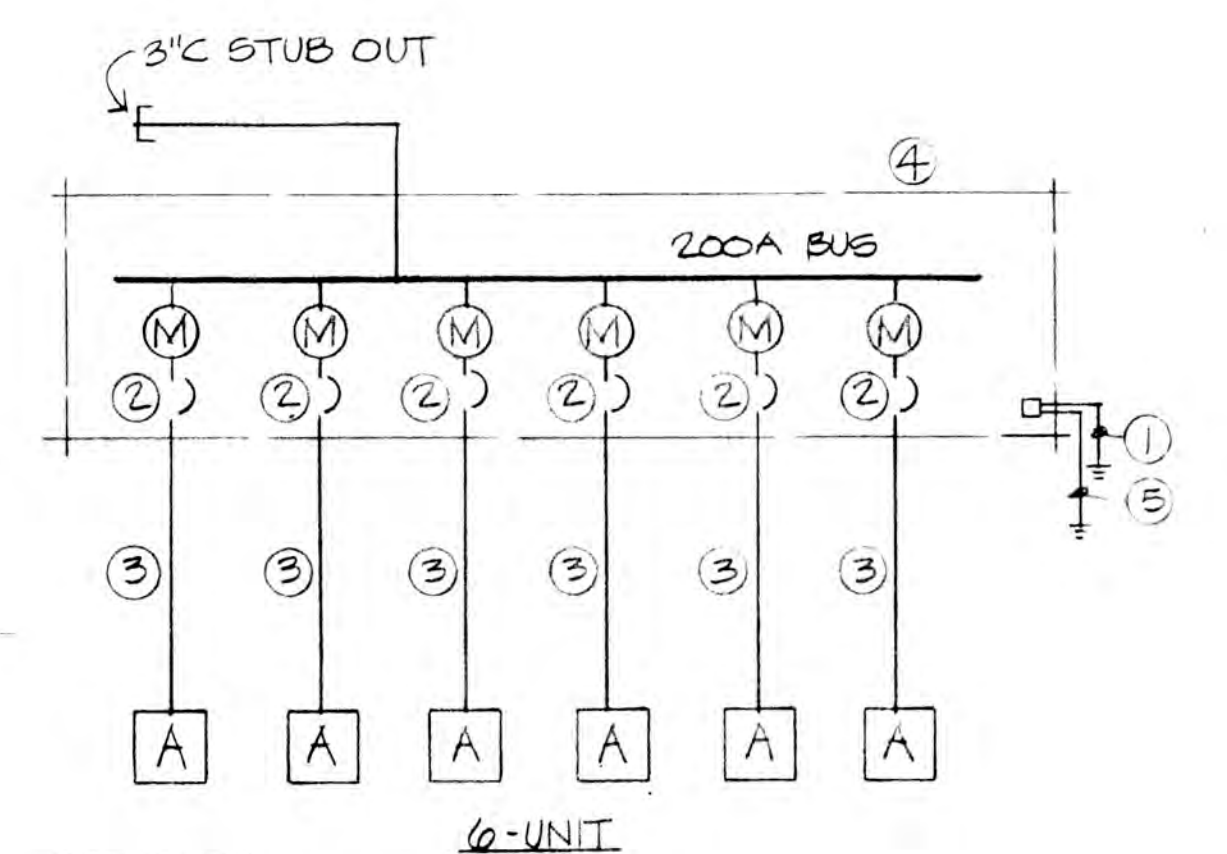 3"C STUB OUT
4
200A BUS
M M M M M M
2 2 2 2 2 2
1
5
3 3 3 3 3 3
A A A A A A
6-UNIT